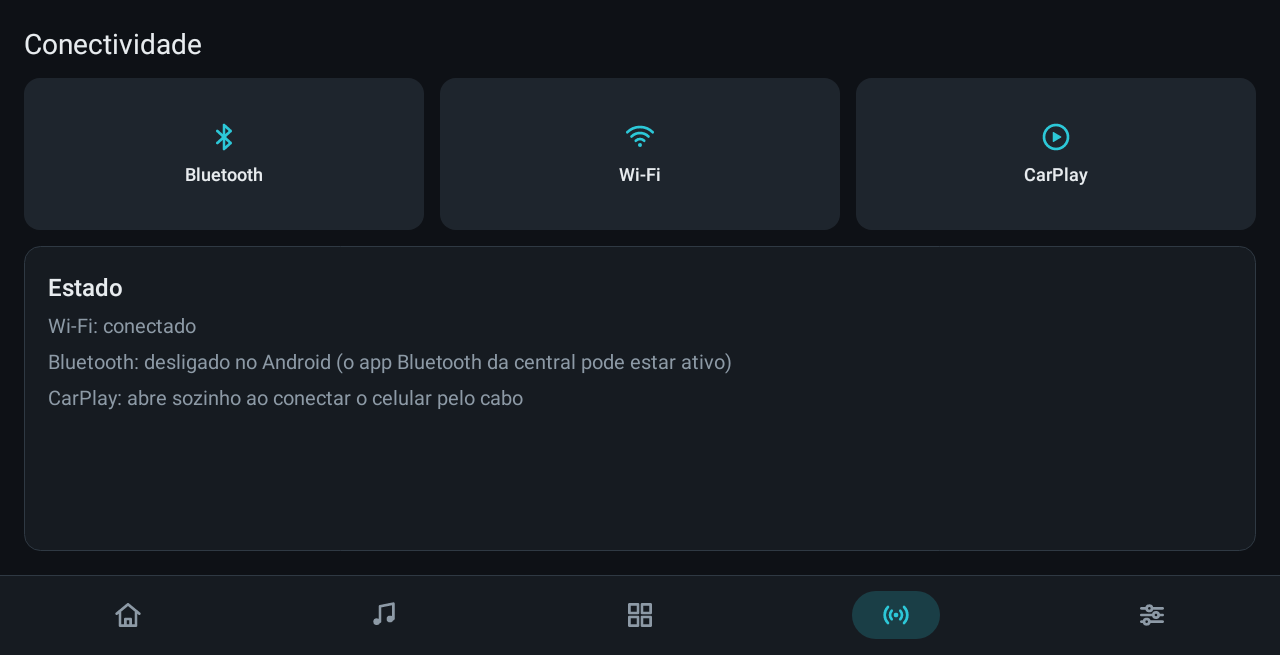 Conectividade
Bluetooth
Wi-Fi
CarPlay
Estado
Wi-Fi: conectado
Bluetooth: desligado no Android (o app Bluetooth da central pode estar ativo)
CarPlay: abre sozinho ao conectar o celular pelo cabo